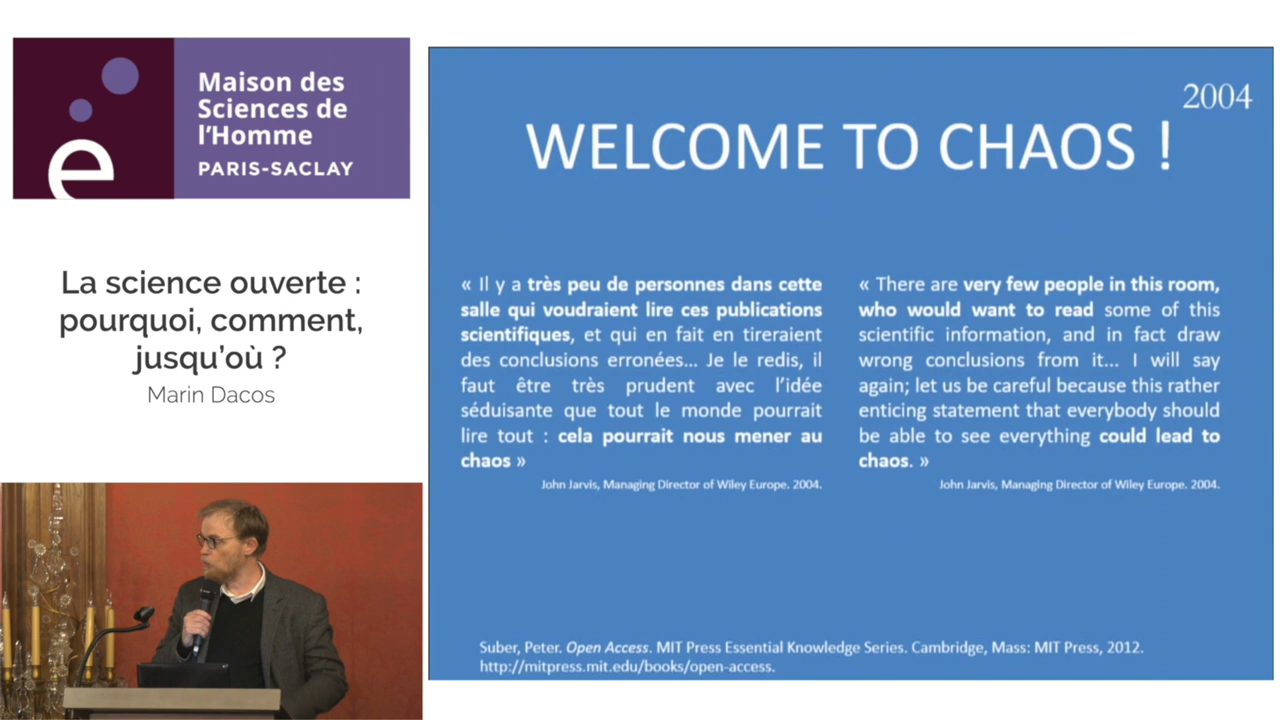 Maison des
Sciences de
l'Homme
PARIS-SACLAY
La science ouverte :
pourquoi, comment,
jusqu'où ?
Marin Dacos
2004
WELCOME TO CHAOS !
« Il y a très peu de personnes dans cette
salle qui voudraient lire ces publications
scientifiques, et qui en fait en tireraient
des conclusions erronées... Je le redis, il
faut être très prudent avec l'idée
séduisante que tout le monde pourrait
lire tout : cela pourrait nous mener au
chaos »
John Jarvis, Managing Director of Wiley Europe. 2004.
« There are very few people in this room,
who would want to read some of this
scientific information, and in fact draw
wrong conclusions from it... I will say
again; let us be careful because this rather
enticing statement that everybody should
be able to see everything could lead to
chaos. »
John Jarvis, Managing Director of Wiley Europe. 2004.
Suber, Peter. Open Access. MIT Press Essential Knowledge Series. Cambridge, Mass: MIT Press, 2012.
http://mitpress.mit.edu/books/open-access.